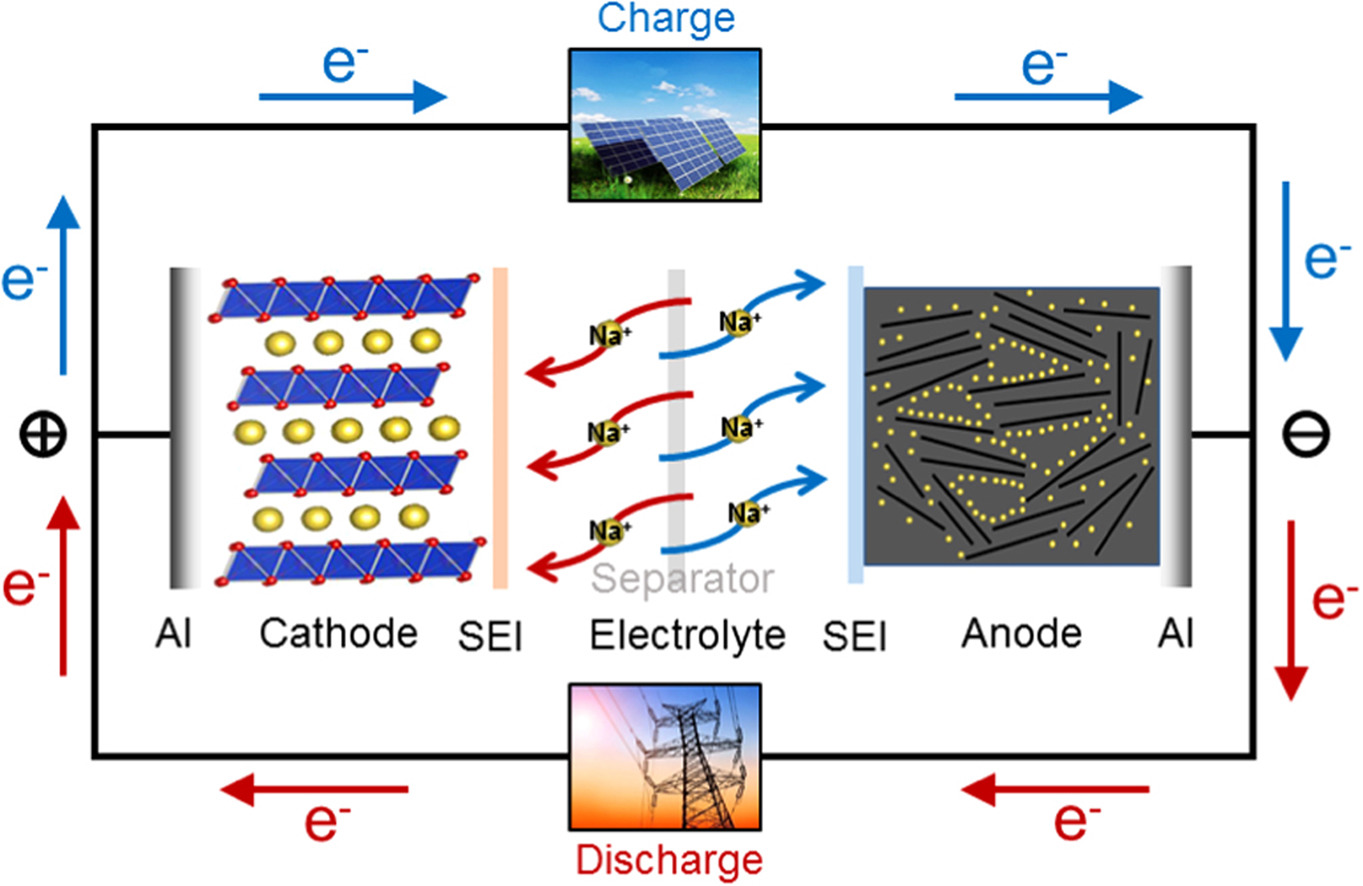 Charge
e-
e-
e-
e-
⊕
⊖
Na⁺
Na⁺
Na⁺
Na⁺
Na⁺
Na⁺
e-
e-
Separator
Al
Cathode
SEI
Electrolyte
SEI
Anode
Al
e-
e-
Discharge